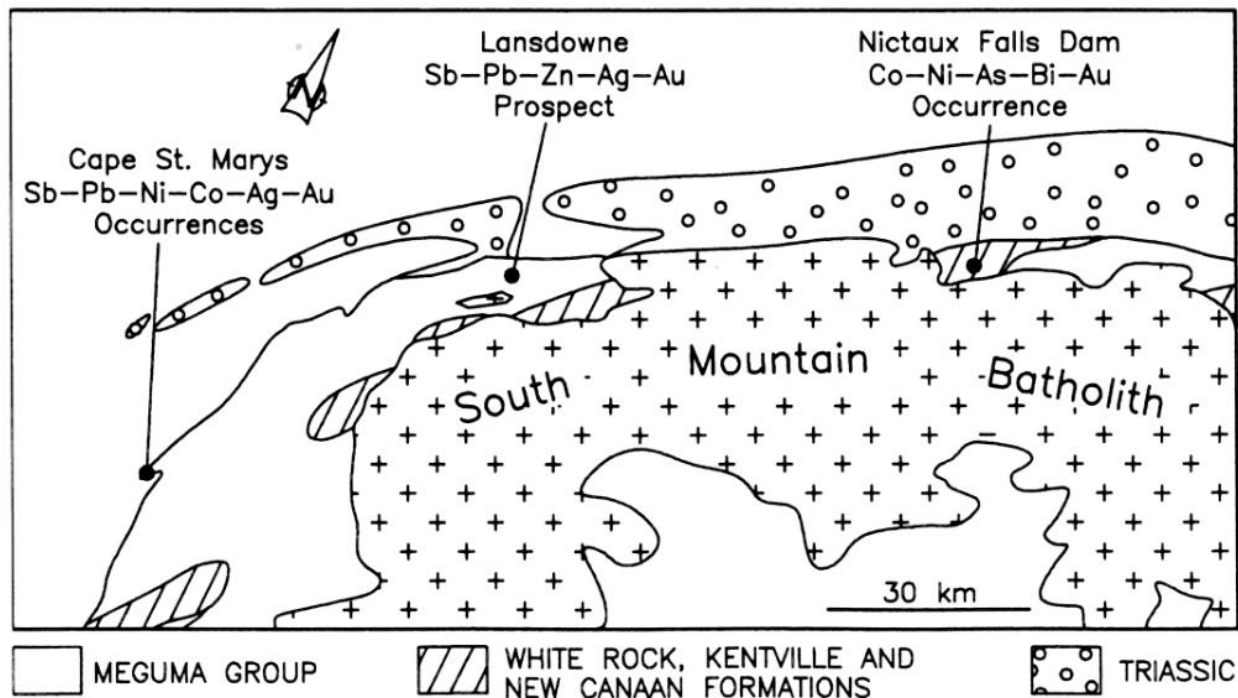 Lansdowne
Sb-Pb-Zn-Ag-Au
Prospect
Nictaux Falls Dam
Co-Ni-As-Bi-Au
Occurrence
N
Cape St. Marys
Sb-Pb-Ni-Co-Ag-Au
Occurrences
South Mountain Batholith
30 km
MEGUMA GROUP
WHITE ROCK, KENTVILLE AND
NEW CANAAN FORMATIONS
TRIASSIC